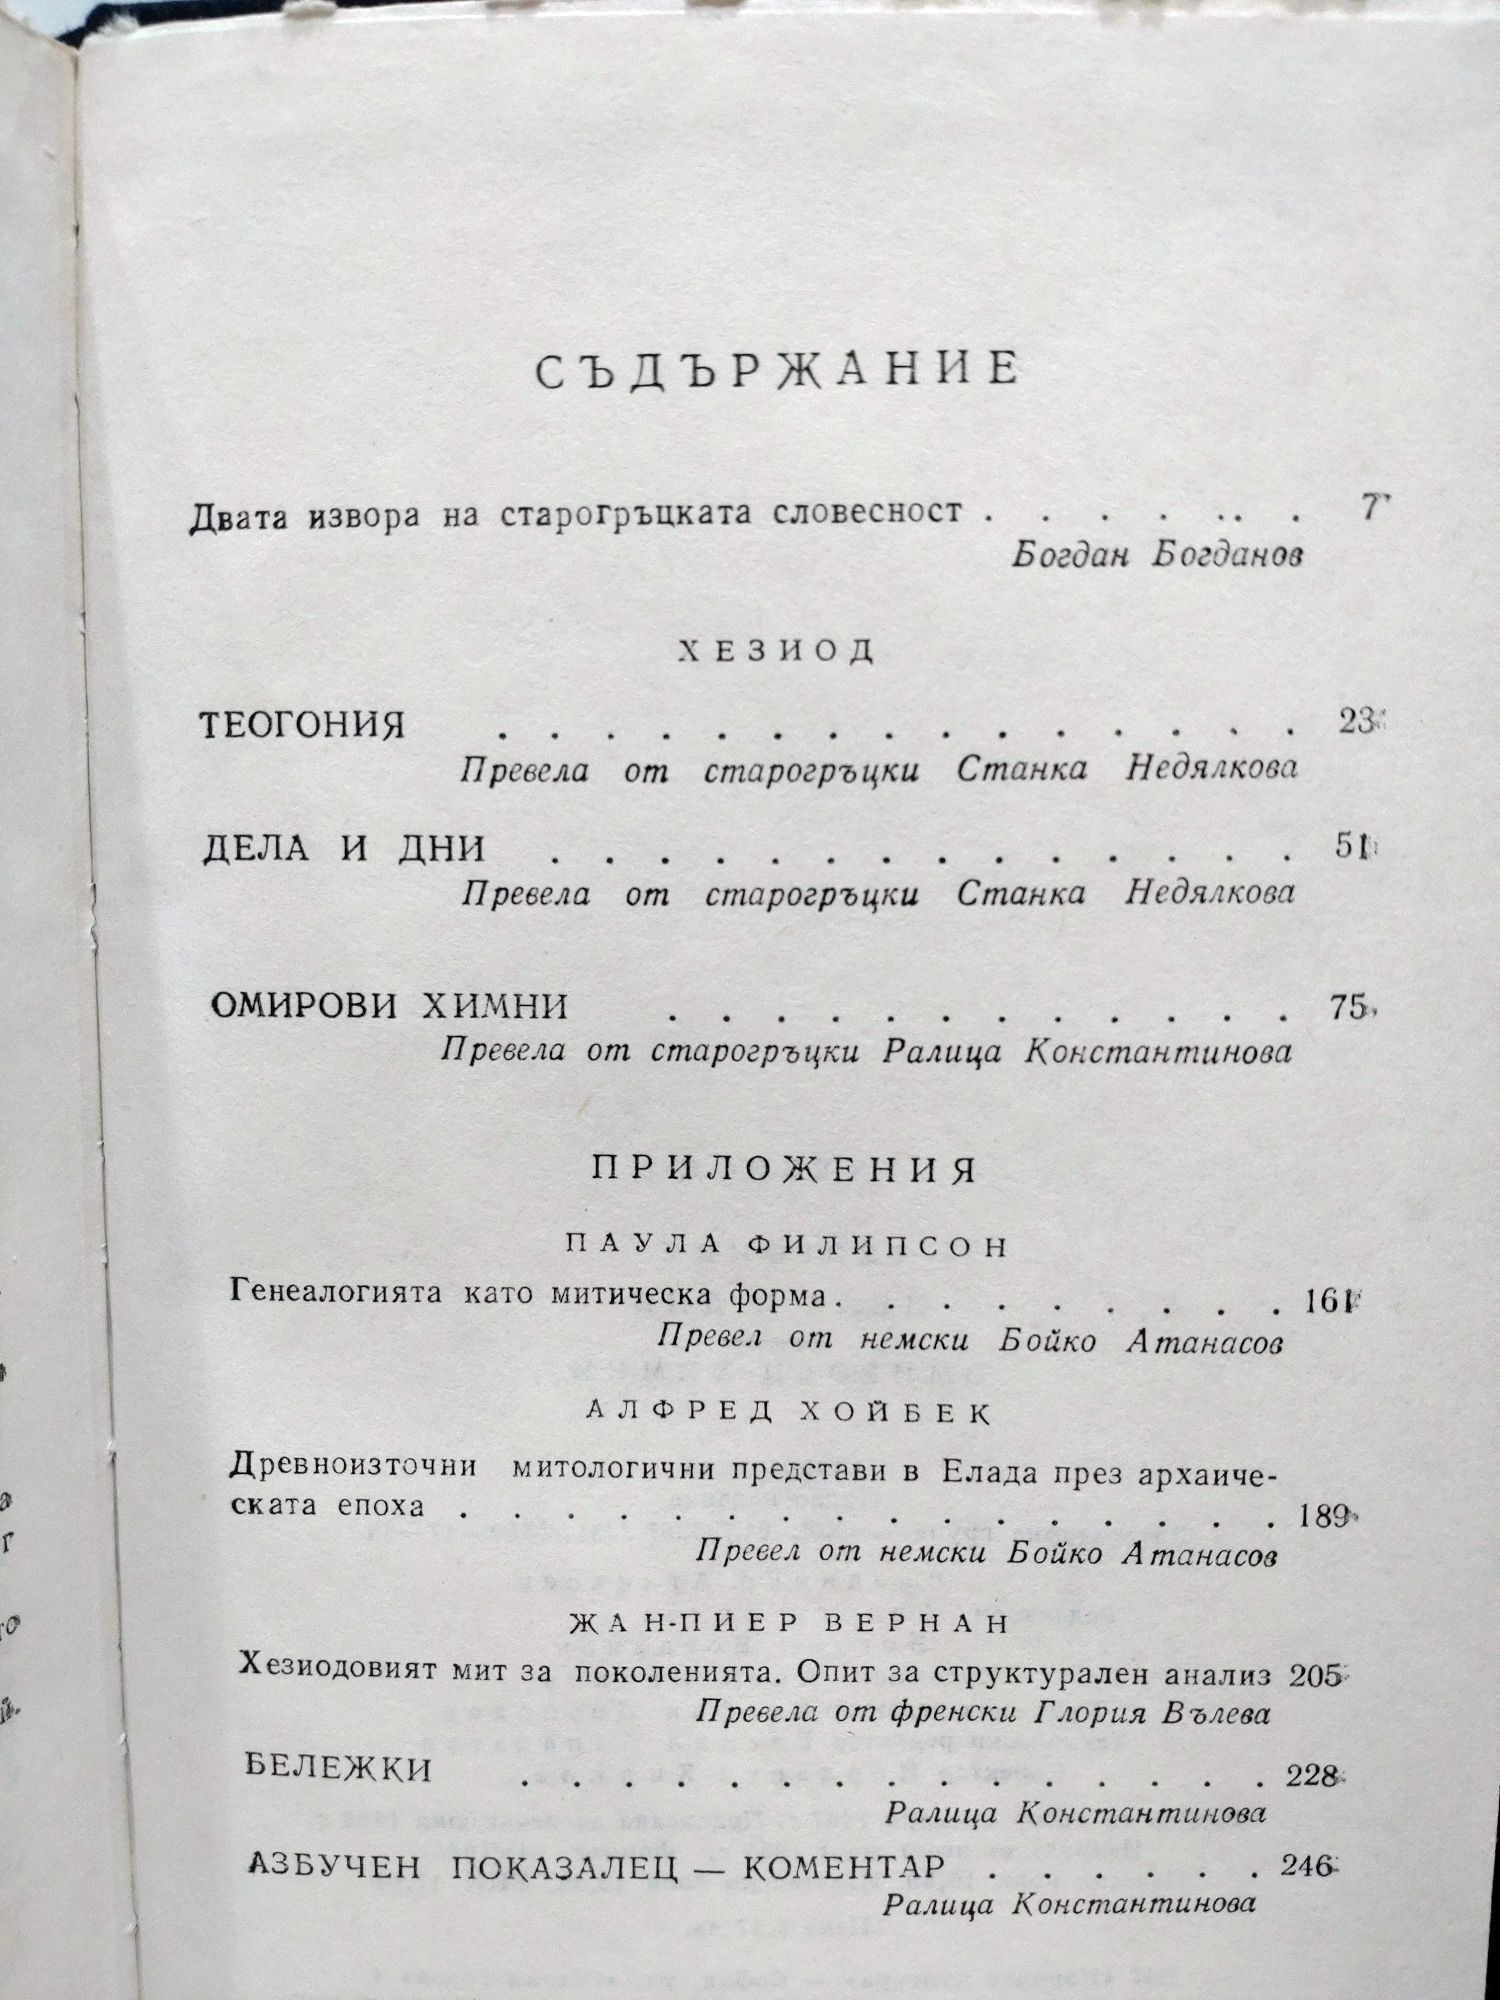 СЪДЪРЖАНИЕ
Двата извора на старогръцката словесност . . . . . . . 7
Богдан Богданов
ХЕЗИОД
ТЕОГОНИЯ . . . . . . . . . . . . . . . 23
Превела от старогръцки Станка Недялкова
ДЕЛА И ДНИ . . . . . . . . . . . . . . 51
Превела от старогръцки Станка Недялкова
ОМИРОВИ ХИМНИ . . . . . . . . . . . . 75
Превела от старогръцки Ралица Константинова
ПРИЛОЖЕНИЯ
ПАУЛА ФИЛИПСОН
Генеалогията като митическа форма . . . . . . . . . 161
Превел от немски Бойко Атанасов
АЛФРЕД ХОЙБЕК
Древноизточни митологични представи в Елада през архаиче-
ската епоха . . . . . . . . . . . . . . . . 189
Превел от немски Бойко Атанасов
ЖАН-ПИЕР ВЕРНАН
Хезиодовият мит за поколенията. Опит за структурален анализ 205
Превела от френски Глория Вълева
БЕЛЕЖКИ . . . . . . . . . . . . . . . 228
Ралица Константинова
АЗБУЧЕН ПОКАЗАЛЕЦ — КОМЕНТАР . . . . . . 246
Ралица Константинова